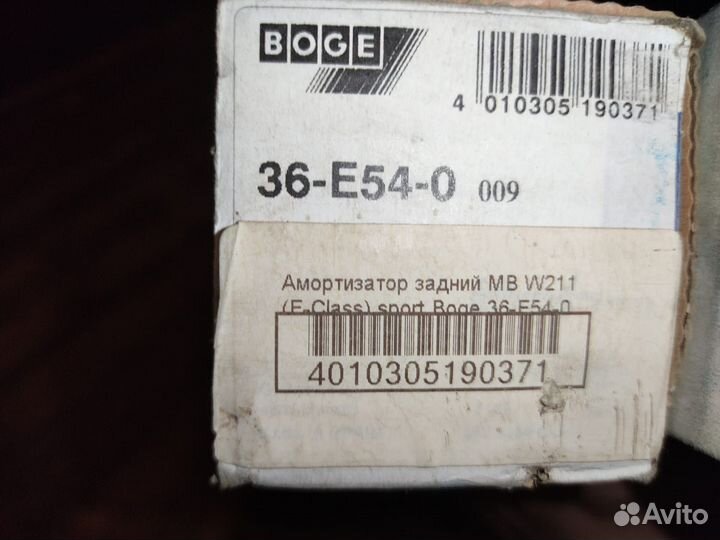 BOGE
4 010305 190371
36-E54-0 009
Амортизатор задний MB W211
(E-Class) sport Boge 36-E54-0
4010305190371
Avito